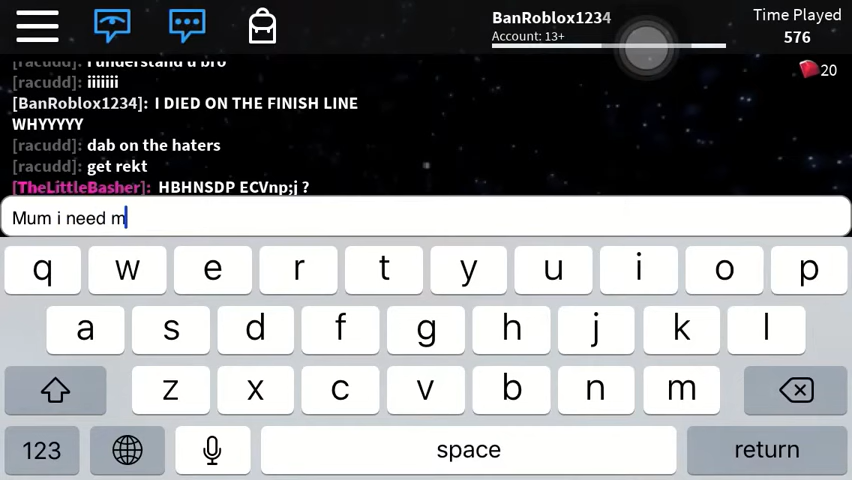 BanRoblox1234
Account: 13+
Time Played
576
20
[racudd]: i understand u bro
[racudd]: iiiiiii
[BanRoblox1234]: I DIED ON THE FINISH LINE
WHYYYYY
[racudd]: dab on the haters
[racudd]: get rekt
[TheLittleBasher]: HBHNSDP ECVnp;j ?
Mum i need m
q w e r t y u i o p
a s d f g h j k l
z x c v b n m
123 space return